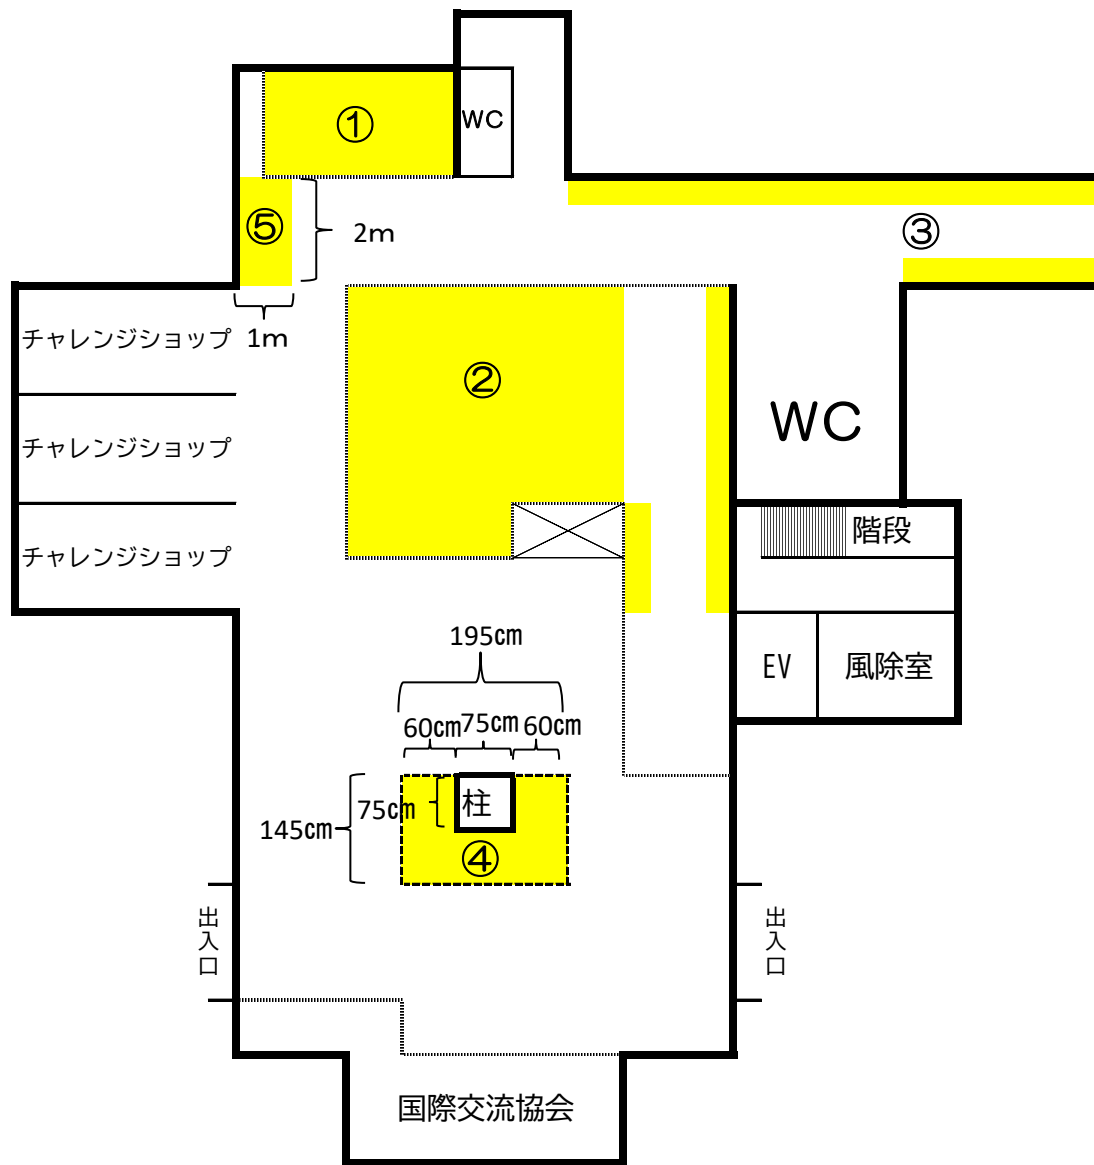 ①
WC
⑤
2m
③
1m
チャレンジショップ
②
WC
チャレンジショップ
階段
チャレンジショップ
195㎝
EV
風除室
60㎝
75㎝
60㎝
75㎝
柱
145㎝
④
出入口
出入口
国際交流協会